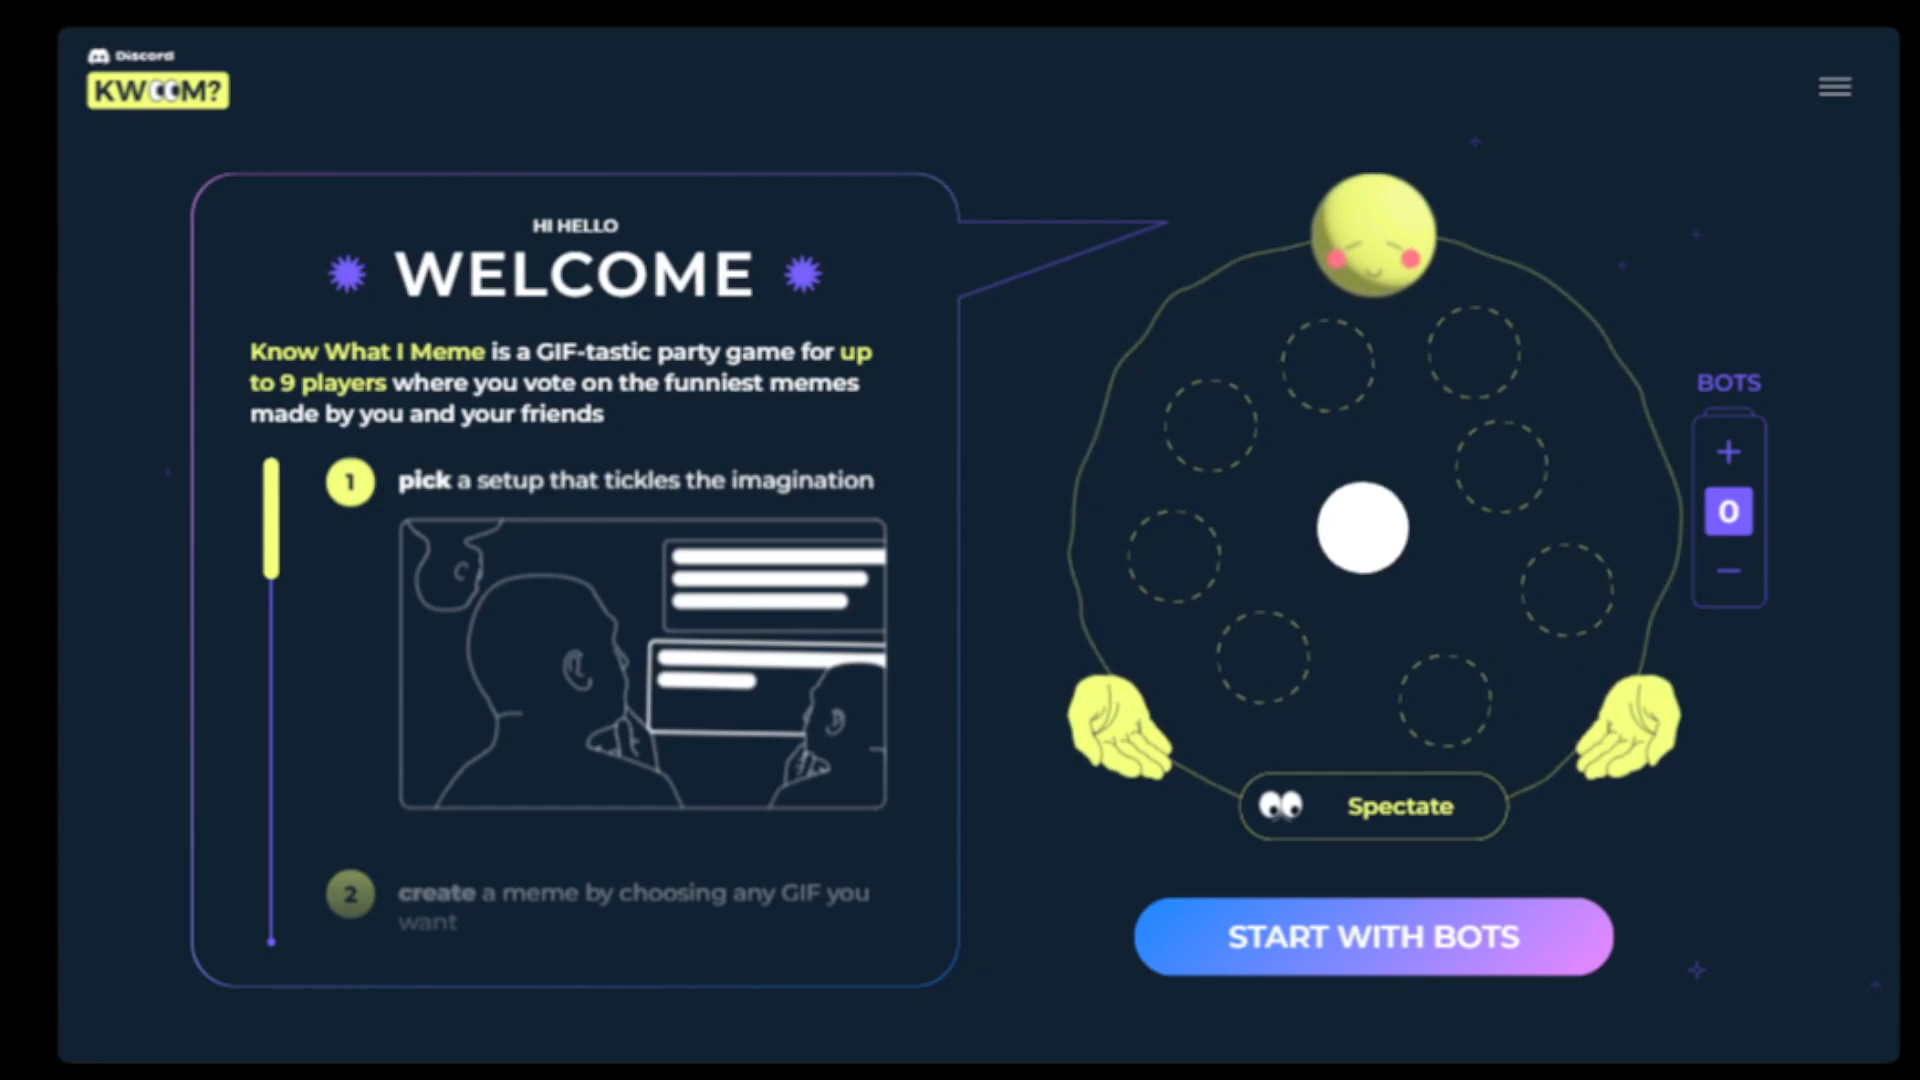 Discord
KWOOM?
HI HELLO
WELCOME
Know What I Meme is a GIF-tastic party game for up
to 9 players where you vote on the funniest memes
made by you and your friends
1
pick a setup that tickles the imagination
2
create a meme by choosing any GIF you
want
BOTS
+
0
−
Spectate
START WITH BOTS